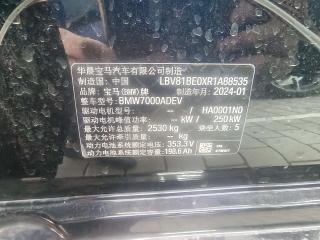 华晨宝马汽车有限公司制造
制造国：中国 LBV81BE0XR1A88535
品牌：宝马(BMW)牌 制造年月：2024-01
整车型号：BMW7000ADEV
驱动电机型号：-- / HA0001N0
驱动电机峰值功率：-- kW / 250 kW
最大允许总质量：2530 kg 乘坐人数：5
最大允许牵引质量：-- kg
动力电池系统额定电压：353.3V
动力电池系统额定容量：198.6Ah